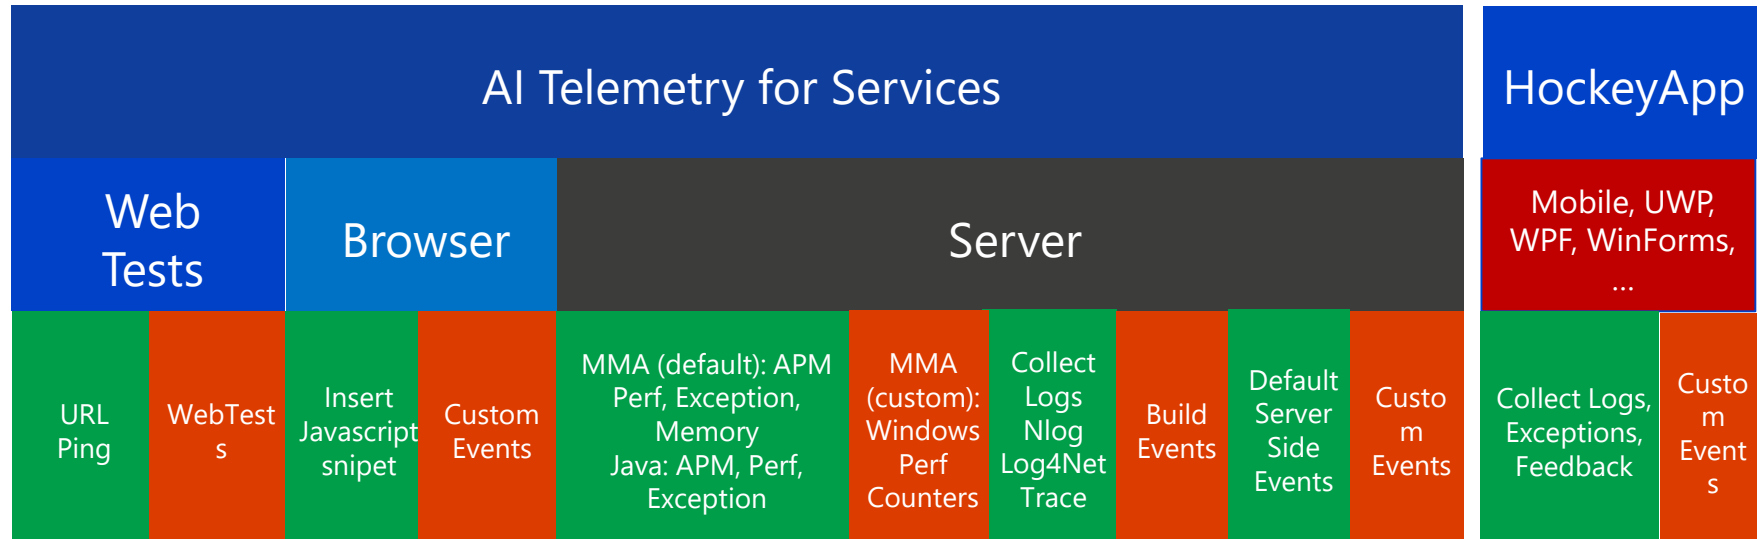 AI Telemetry for Services
HockeyApp
Web
Tests
Browser
Server
Mobile, UWP,
WPF, WinForms,
...
URL
Ping
WebTest
s
Insert
Javascript
snipet
Custom
Events
MMA (default): APM
Perf, Exception,
Memory
Java: APM, Perf,
Exception
MMA
(custom):
Windows
Perf
Counters
Collect
Logs
Nlog
Log4Net
Trace
Build
Events
Default
Server
Side
Events
Custo
m
Events
Collect Logs,
Exceptions,
Feedback
Custo
m
Event
s